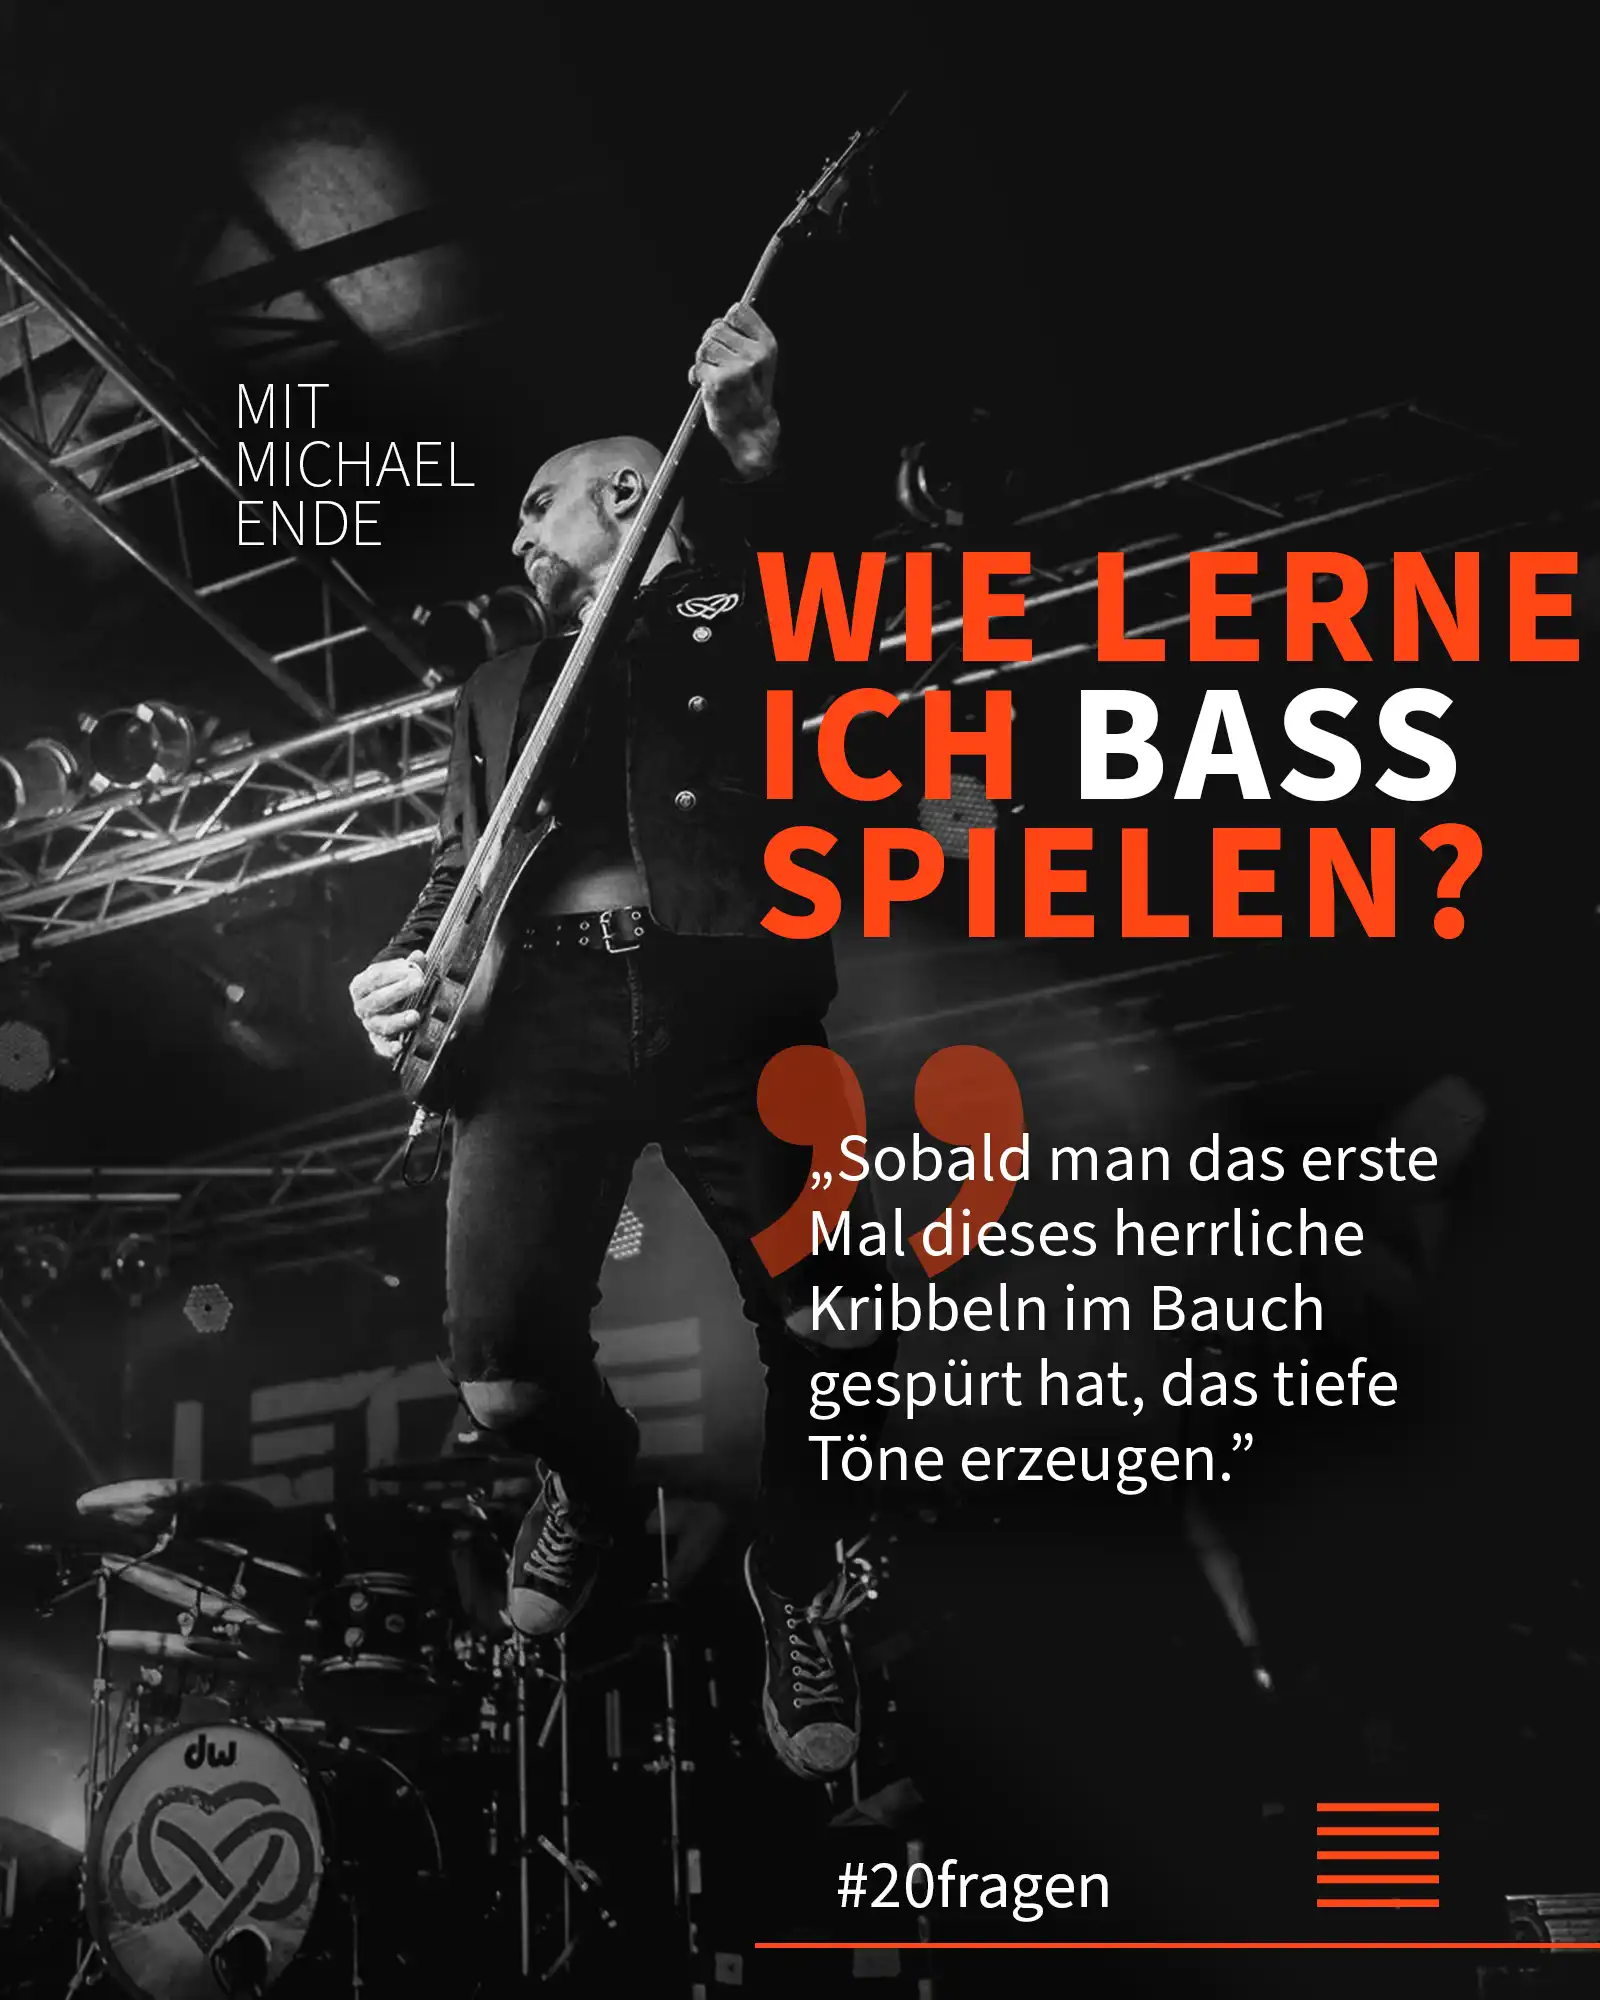 MIT
MICHAEL
ENDE
WIE LERNE
ICH BASS
SPIELEN?
„Sobald man das erste
Mal dieses herrliche
Kribbeln im Bauch
gespürt hat, das tiefe
Töne erzeugen.”
dw
#20fragen